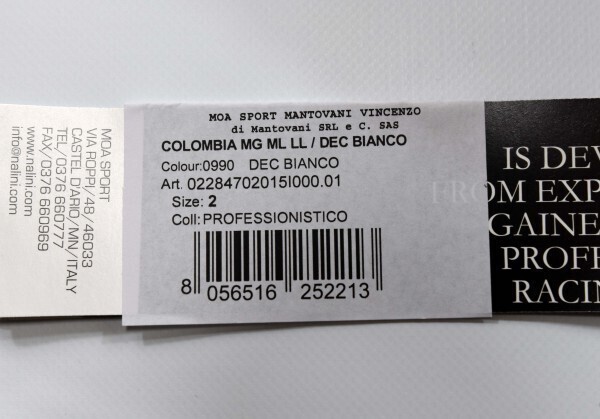 MOA SPORT
VIA ROPPI/48/46033
CASTEL D'ARIO/MN/ITALY
TEL/0376 660777
FAX/0376 660969
www.nalini.com
info@nalini.com
MOA SPORT MANTOVANI VINCENZO
di Mantovani SRL e C. SAS
COLOMBIA MG ML LL / DEC BIANCO
Colour:0990 DEC BIANCO
Art. 02284702015I000.01
Size: 2
Coll: PROFESSIONISTICO
8 056516 252213
IS DEV
FROM EXP
GAINE
PROFE
RACIN